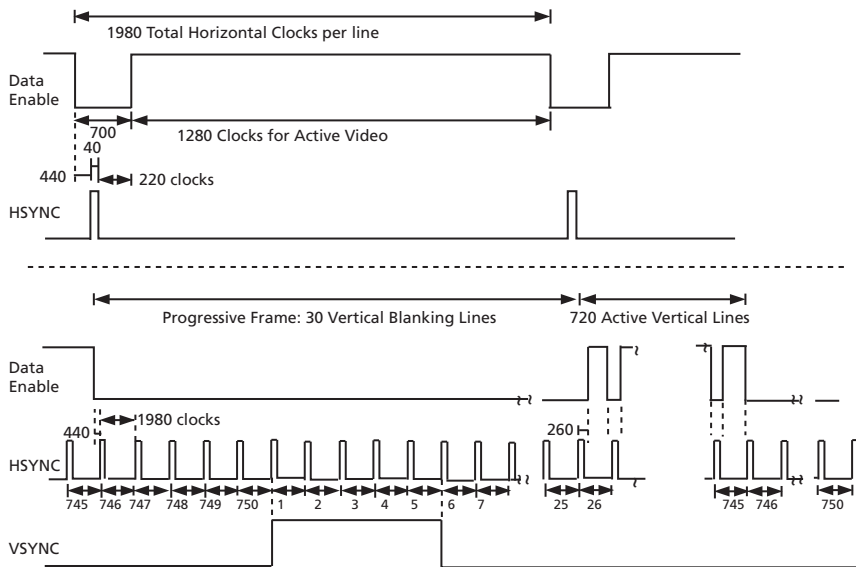 1980 Total Horizontal Clocks per line
Data
Enable
700
1280 Clocks for Active Video
40
440
220 clocks
HSYNC
Progressive Frame: 30 Vertical Blanking Lines
720 Active Vertical Lines
Data
Enable
1980 clocks
440
260
HSYNC
745 746 747 748 749 750 1 2 3 4 5 6 7 25 26 745 746 750
VSYNC